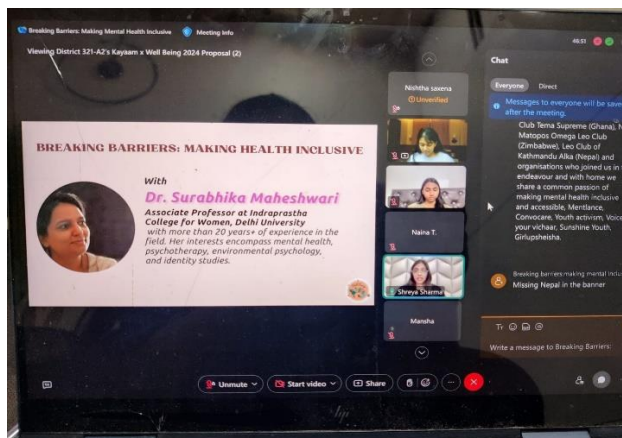 Breaking Barriers: Making Mental Health Inclusive
Meeting Info
Viewing District 321-A2's Kayaam x Well Being 2024 Proposal (2)
BREAKING BARRIERS: MAKING HEALTH INCLUSIVE
With
Dr. Surabhika Maheshwari
Associate Professor at Indraprastha
College for Women, Delhi University
with more than 20 years+ of experience in the
field. Her interests encompass mental health,
psychotherapy, environmental psychology,
and identity studies.
Nishtha saxena
Unverified
Naina T.
Shreya Sharma
Mansha
Chat
Everyone
Direct
Messages to everyone will be save
after the meeting.
Club Tema Supreme (Ghana),
Matopos Omega Leo Club
(Zimbabwe), Leo Club of
Kathmandu Alka (Nepal) and
organisations who joined us in
endeavour and with home we
share a common passion of
making mental health inclusive
and accessible, Mentlance,
Convocare, Youth activism, Voice
your vichaar, Sunshine Youth,
Girlupsheisha.
Breaking barriers:making mental inclu
Missing Nepal in the banner
Tr
Write a message to Breaking Barriers:
Unmute
Start video
Share
hp